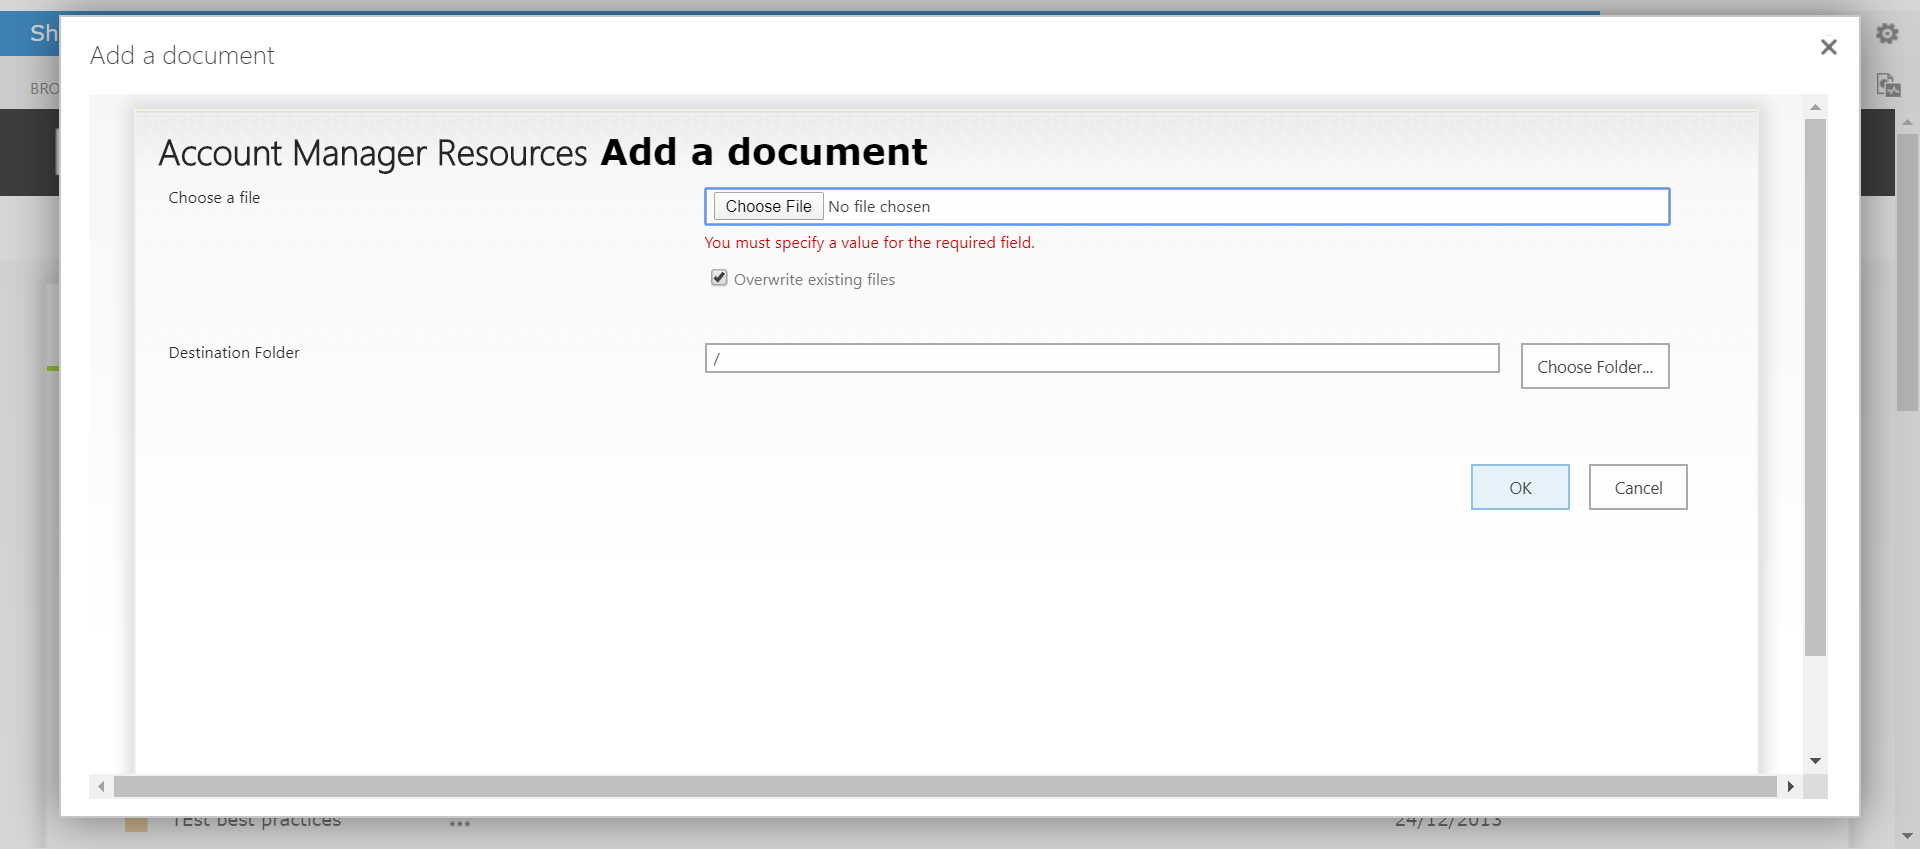 Sh
Add a document
BRO
Account Manager Resources Add a document
Choose a file
Choose File No file chosen
You must specify a value for the required field.
Overwrite existing files
Destination Folder
/
Choose Folder...
OK
Cancel
TEst best practices ...
24/12/2013